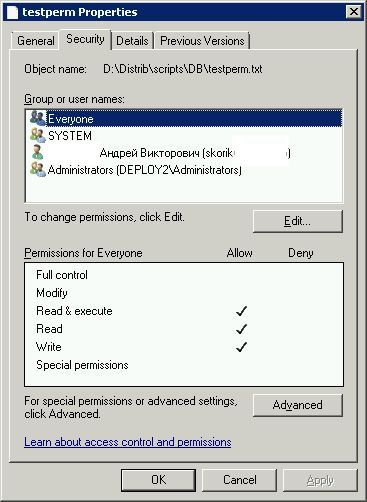 testperm Properties
General Security Details Previous Versions
Object name: D:\Distrib\scripts\DB\testperm.txt
Group or user names:
Everyone
SYSTEM
Андрей Викторович (skorik )
Administrators (DEPLOY2\Administrators)
To change permissions, click Edit.
Edit...
Permissions for Everyone Allow Deny
Full control
Modify
Read & execute
Read
Write
Special permissions
For special permissions or advanced settings,
click Advanced.
Advanced
Learn about access control and permissions
OK Cancel Apply